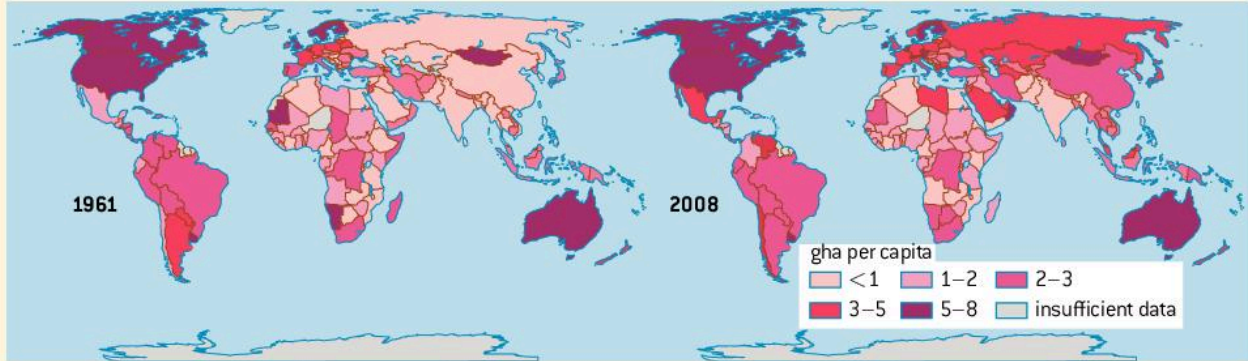 1961
2008
gha per capita
<1 1–2 2–3
3–5 5–8 insufficient data